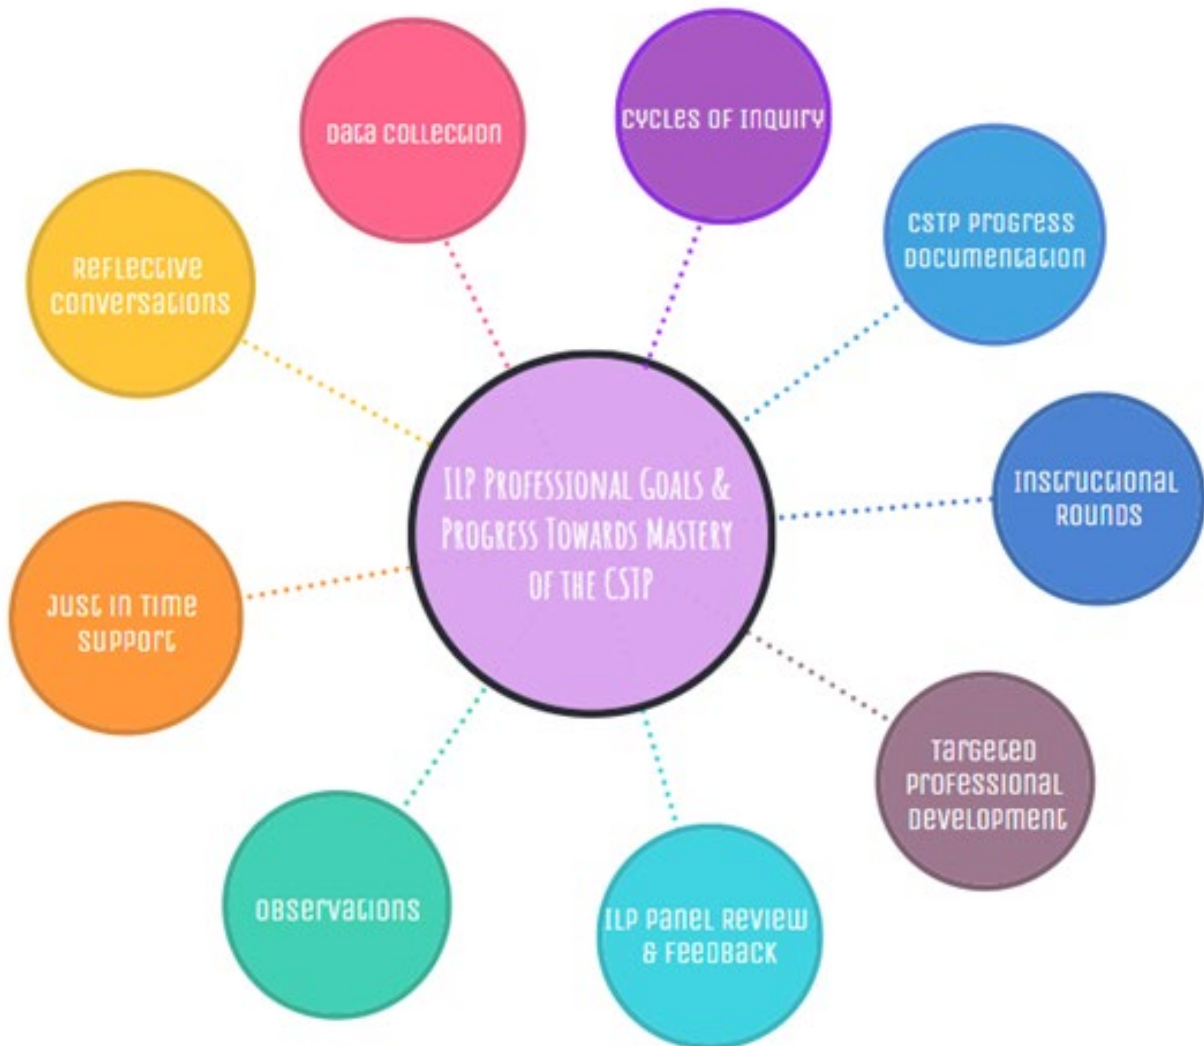 Data Collection
Cycles of Inquiry
CSTP Progress
Documentation
Reflective
Conversations
ILP Professional Goals &
Progress Towards Mastery
of the CSTP
Instructional
Rounds
Just in Time
Support
Targeted
Professional
Development
Observations
ILP Panel Review
& Feedback